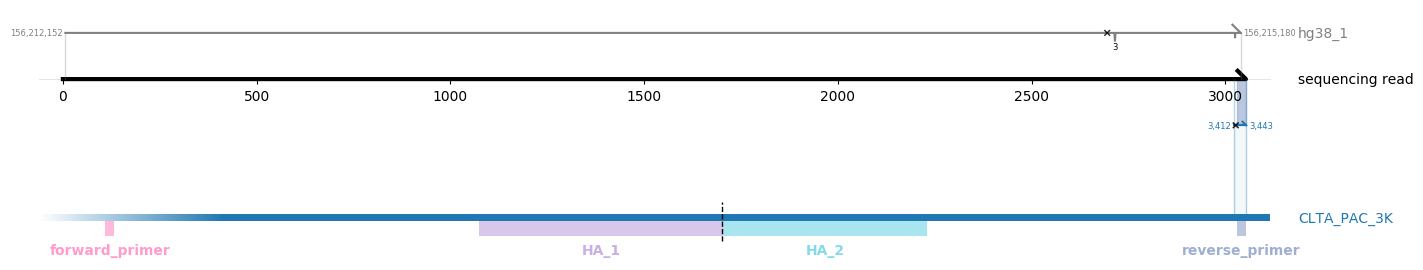 156,212,152
156,215,180
hg38_1
3
sequencing read
0 500 1000 1500 2000 2500 3000
3,412
3,443
CLTA_PAC_3K
forward_primer
HA_1
HA_2
reverse_primer